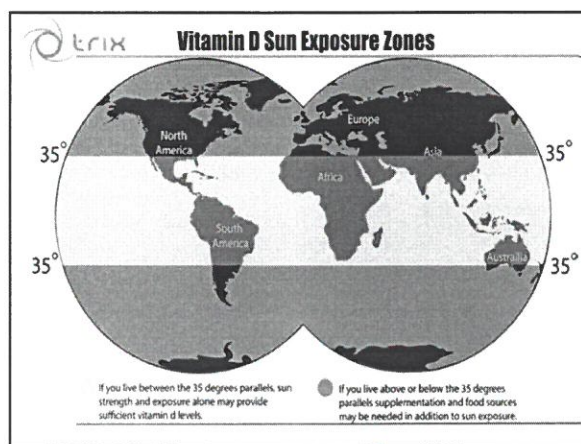 trix
Vitamin D Sun Exposure Zones
Europe
North
America
Asia
35°
35°
Africa
South
America
Australia
35°
35°
If you live between the 35 degrees parallels, sun
strength and exposure alone may provide
sufficient vitamin d levels.
If you live above or below the 35 degrees
parallels supplementation and food sources
may be needed in addition to sun exposure.